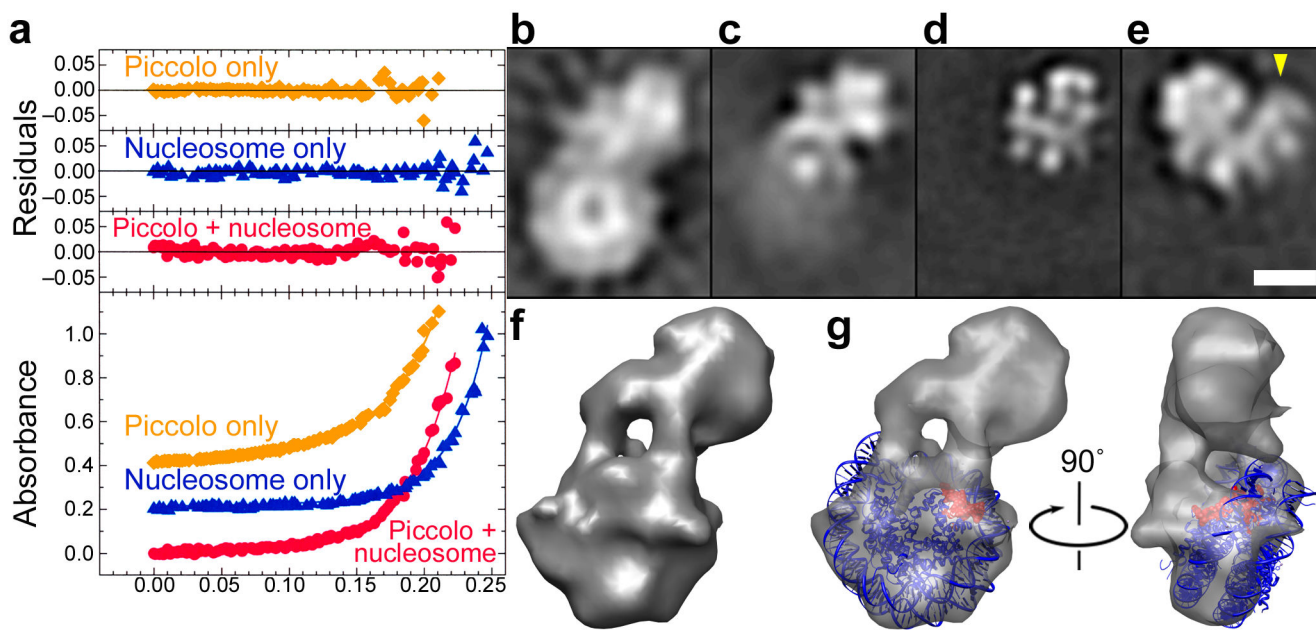 a
b
c
d
e
Residuals
0.05
0.00
−0.05
Piccolo only
0.05
0.00
−0.05
Nucleosome only
0.05
0.00
−0.05
Piccolo + nucleosome
Absorbance
1.0
0.8
0.6
0.4
0.2
0.0
Piccolo only
Nucleosome only
Piccolo +
nucleosome
0.00
0.05
0.10
0.15
0.20
0.25
f
g
90°